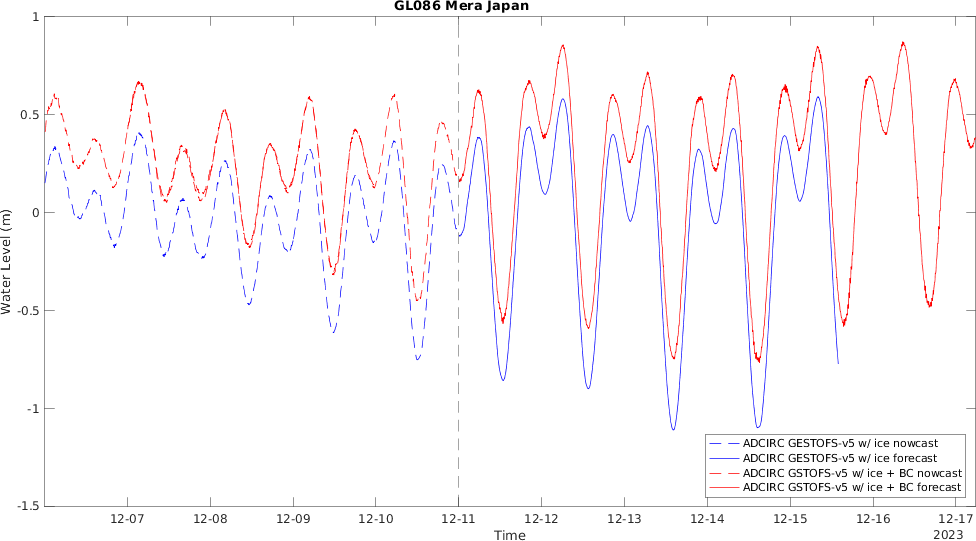 GL086 Mera Japan
1
0.5
0
-0.5
-1
-1.5
Water Level (m)
12-07 12-08 12-09 12-10 12-11 12-12 12-13 12-14 12-15 12-16 12-17
Time
2023
ADCIRC GESTOFS-v5 w/ ice nowcast
ADCIRC GESTOFS-v5 w/ ice forecast
ADCIRC GSTOFS-v5 w/ ice + BC nowcast
ADCIRC GSTOFS-v5 w/ ice + BC forecast